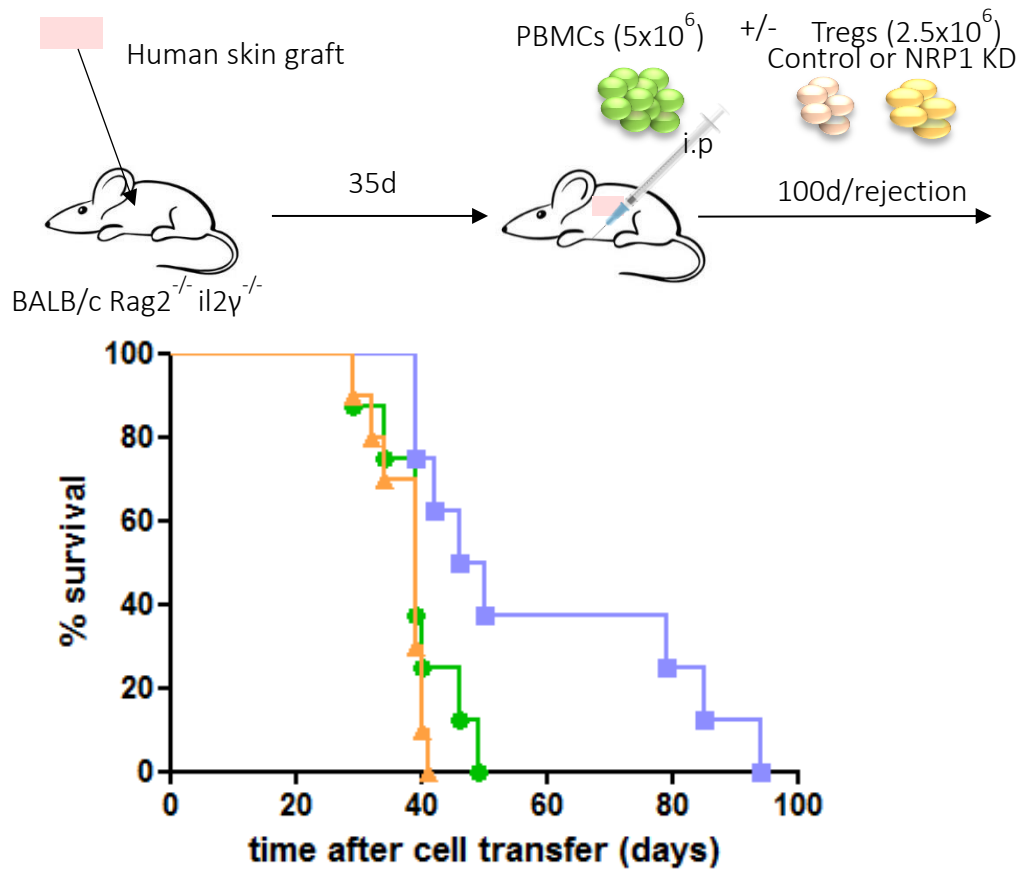 Human skin graft
PBMCs (5x10⁶) +/- Tregs (2.5x10⁶)
Control or NRP1 KD
i.p
35d
100d/rejection
BALB/c Rag2⁻/⁻ il2γ⁻/⁻
100
80
60
40
20
0
% survival
0 20 40 60 80 100
time after cell transfer (days)